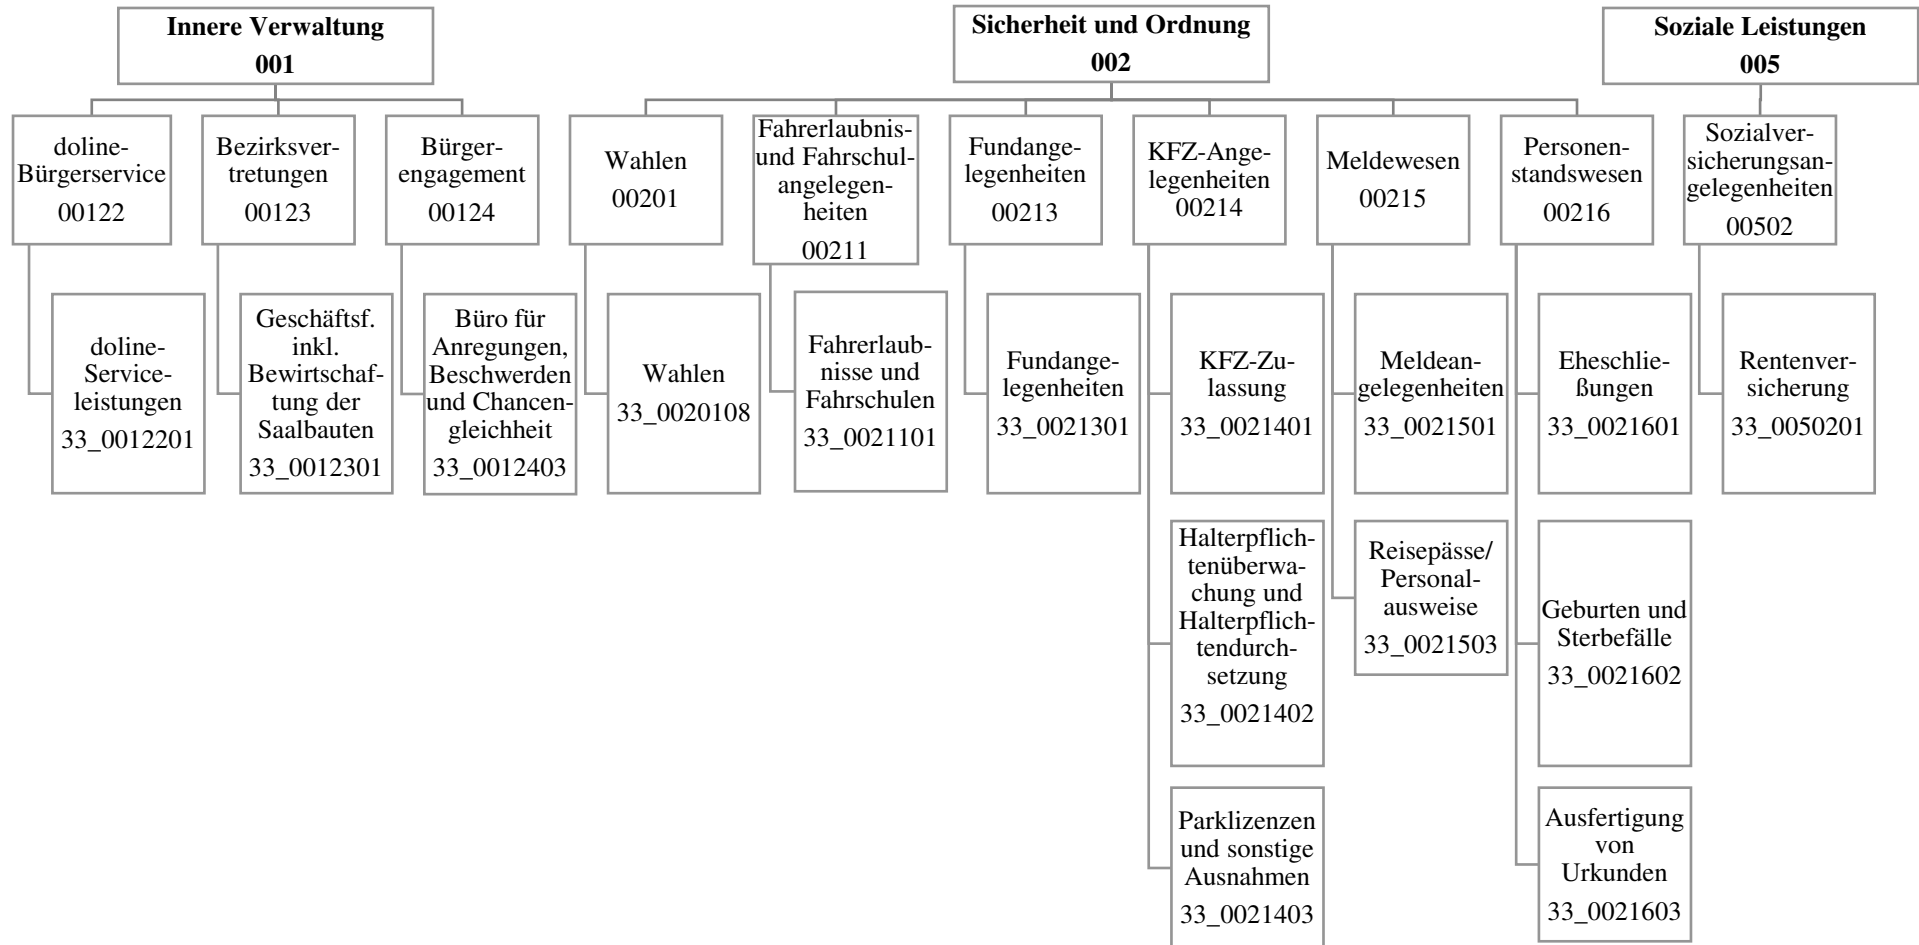 Innere Verwaltung
001
Sicherheit und Ordnung
002
Soziale Leistungen
005
doline-
Bürgerservice
00122
Bezirksver-
tretungen
00123
Bürger-
engagement
00124
Wahlen
00201
Fahrerlaubnis-
und Fahrschul-
angelegen-
heiten
00211
Fundange-
legenheiten
00213
KFZ-Ange-
legenheiten
00214
Meldewesen
00215
Personen-
standswesen
00216
Sozialver-
sicherungsan-
gelegenheiten
00502
doline-
Service-
leistungen
33_0012201
Geschäftsf.
inkl.
Bewirtschaf-
tung der
Saalbauten
33_0012301
Büro für
Anregungen,
Beschwerden
und Chancen-
gleichheit
33_0012403
Wahlen
33_0020108
Fahrerlaub-
nisse und
Fahrschulen
33_0021101
Fundange-
legenheiten
33_0021301
KFZ-Zu-
lassung
33_0021401
Meldean-
gelegenheiten
33_0021501
Eheschlie-
ßungen
33_0021601
Rentenver-
sicherung
33_0050201
Halterpflich-
tenüberwa-
chung und
Halterpflich-
tendurch-
setzung
33_0021402
Reisepässe/
Personal-
ausweise
33_0021503
Geburten und
Sterbefälle
33_0021602
Parklizenzen
und sonstige
Ausnahmen
33_0021403
Ausfertigung
von
Urkunden
33_0021603